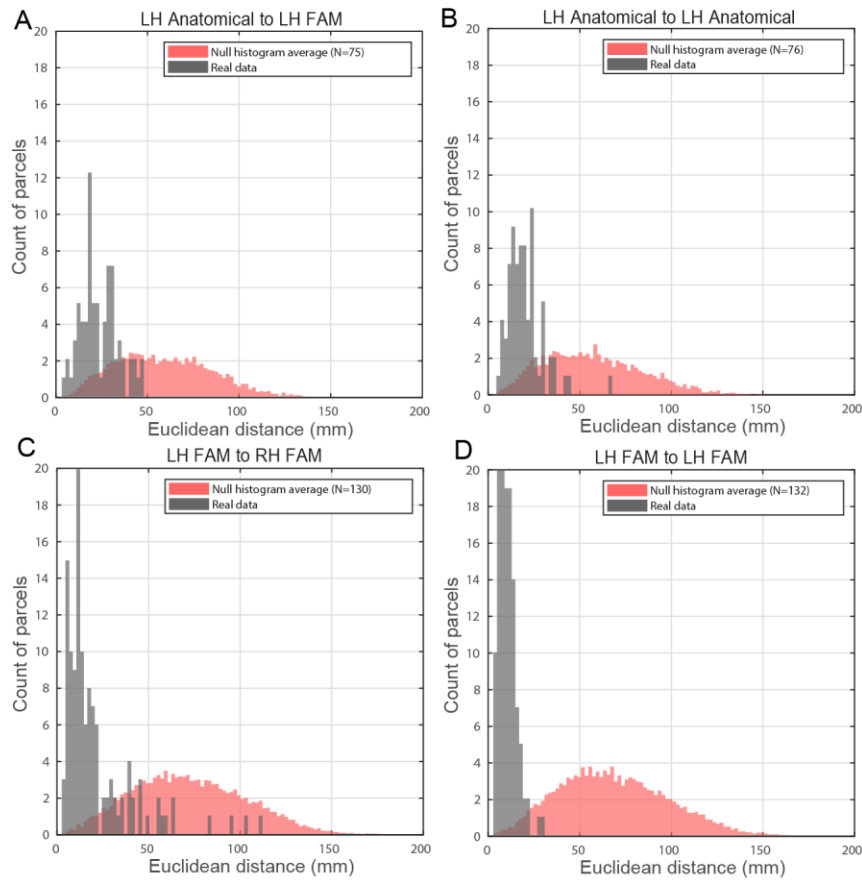 A
LH Anatomical to LH FAM
Null histogram average (N=75)
Real data
Count of parcels
20
18
16
14
12
10
8
6
4
2
0
0
50
100
150
200
Euclidean distance (mm)
B
LH Anatomical to LH Anatomical
Null histogram average (N=76)
Real data
Count of parcels
20
18
16
14
12
10
8
6
4
2
0
0
50
100
150
200
Euclidean distance (mm)
C
LH FAM to RH FAM
Null histogram average (N=130)
Real data
Count of parcels
20
18
16
14
12
10
8
6
4
2
0
0
50
100
150
200
Euclidean distance (mm)
D
LH FAM to LH FAM
Null histogram average (N=132)
Real data
Count of parcels
20
18
16
14
12
10
8
6
4
2
0
0
50
100
150
200
Euclidean distance (mm)